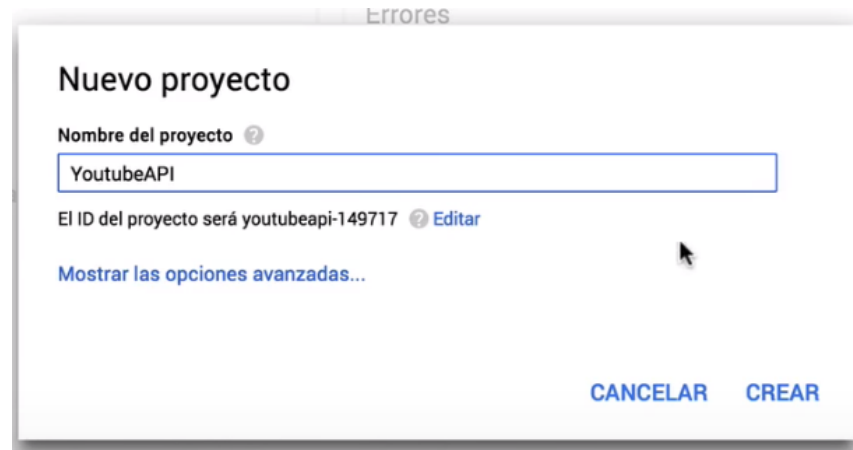 Errores
Nuevo proyecto
Nombre del proyecto ?
YoutubeAPI
El ID del proyecto será youtubeapi-149717 ? Editar
Mostrar las opciones avanzadas...
CANCELAR CREAR